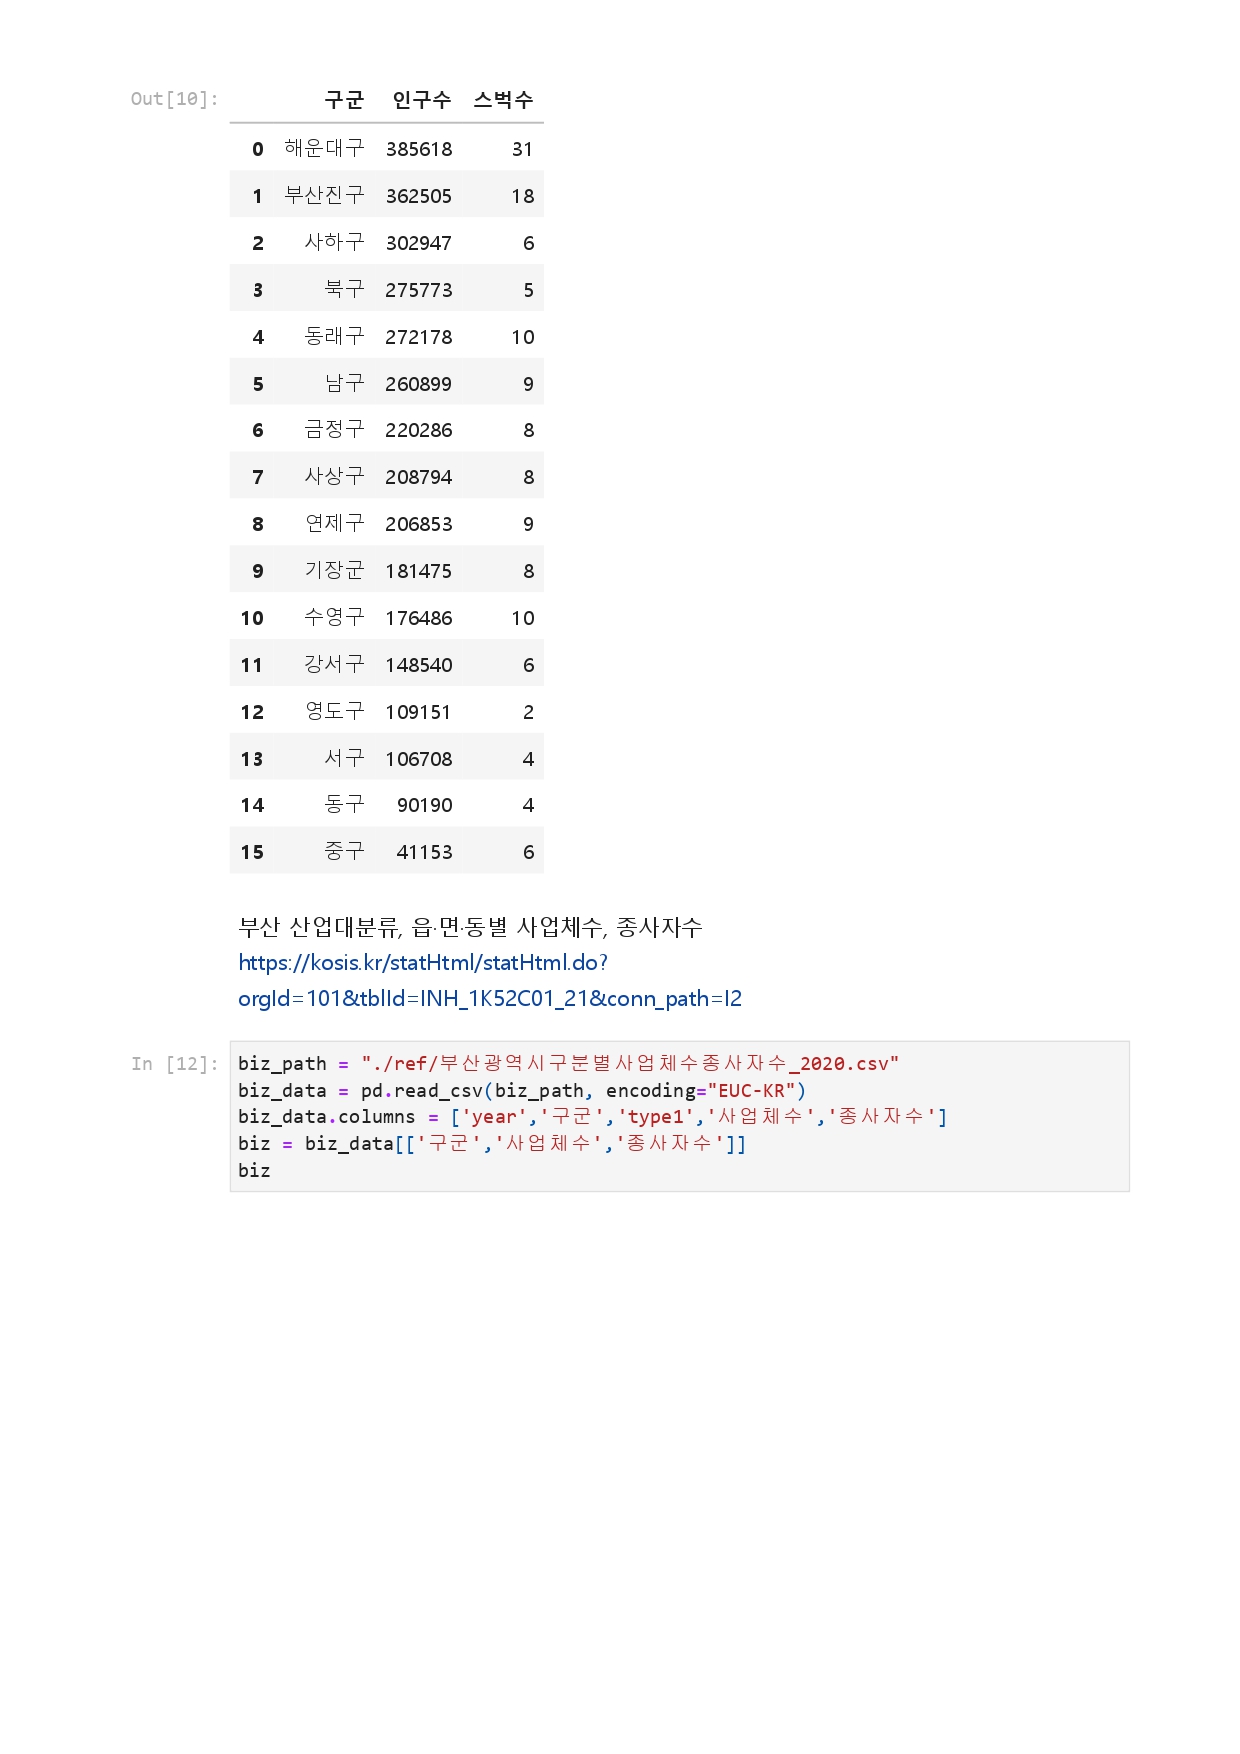 Out[10]: 구군 인구수 스벅수
0 해운대구 385618 31
1 부산진구 362505 18
2 사하구 302947 6
3 북구 275773 5
4 동래구 272178 10
5 남구 260899 9
6 금정구 220286 8
7 사상구 208794 8
8 연제구 206853 9
9 기장군 181475 8
10 수영구 176486 10
11 강서구 148540 6
12 영도구 109151 2
13 서구 106708 4
14 동구 90190 4
15 중구 41153 6
부산 산업대분류, 읍·면·동별 사업체수, 종사자수
https://kosis.kr/statHtml/statHtml.do?
orgId=101&tblId=INH_1K52C01_21&conn_path=I2
In [12]: biz_path = "./ref/부산광역시구분별사업체수종사자수_2020.csv"
biz_data = pd.read_csv(biz_path, encoding="EUC-KR")
biz_data.columns = ['year','구군','type1','사업체수','종사자수']
biz = biz_data[['구군','사업체수','종사자수']]
biz